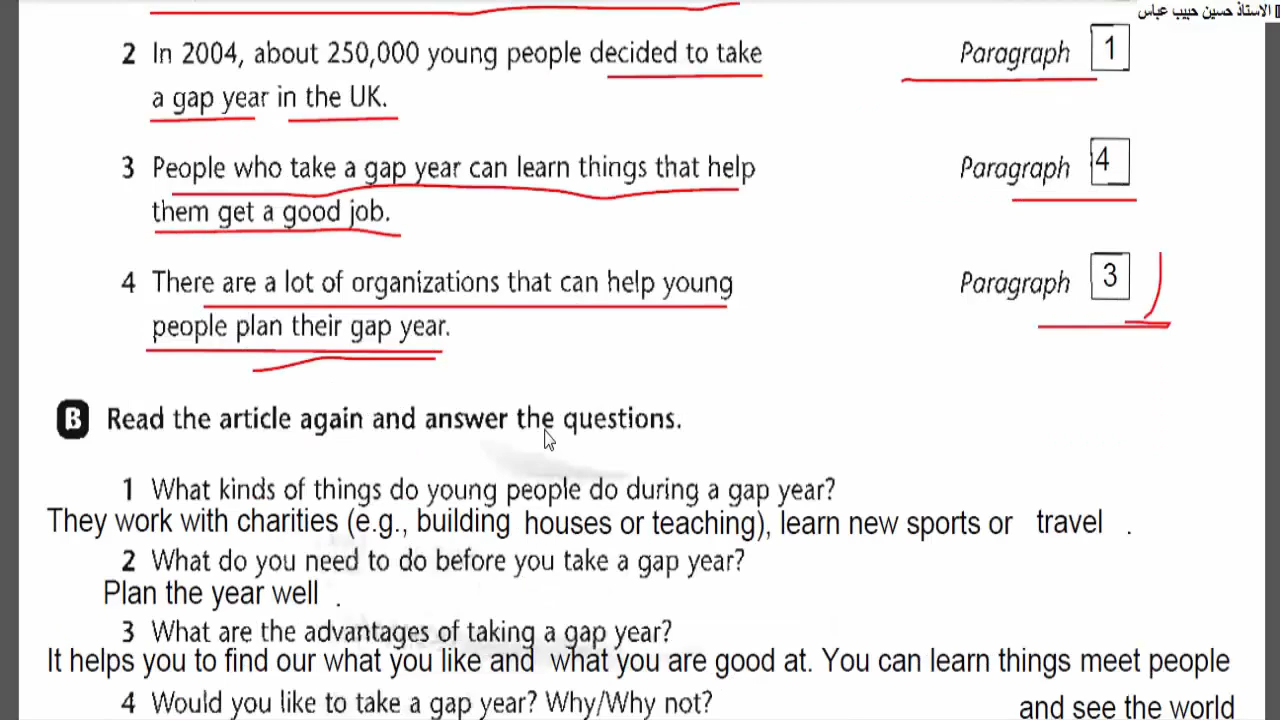 الاستاذ حسين حبيب عباس
2 In 2004, about 250,000 young people decided to take Paragraph 1
a gap year in the UK.
3 People who take a gap year can learn things that help Paragraph 4
them get a good job.
4 There are a lot of organizations that can help young Paragraph 3
people plan their gap year.
B Read the article again and answer the questions.
1 What kinds of things do young people do during a gap year?
They work with charities (e.g., building houses or teaching), learn new sports or travel .
2 What do you need to do before you take a gap year?
Plan the year well .
3 What are the advantages of taking a gap year?
It helps you to find our what you like and what you are good at. You can learn things meet people
4 Would you like to take a gap year? Why/Why not? and see the world